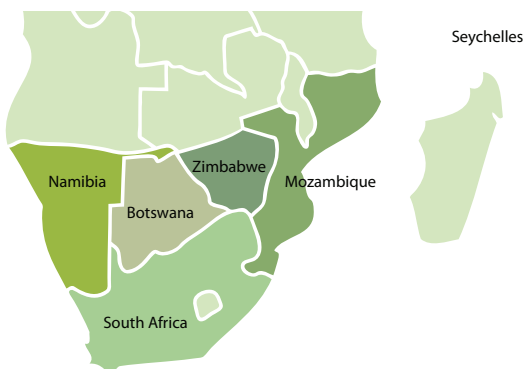 Seychelles
Zimbabwe
Namibia
Mozambique
Botswana
South Africa